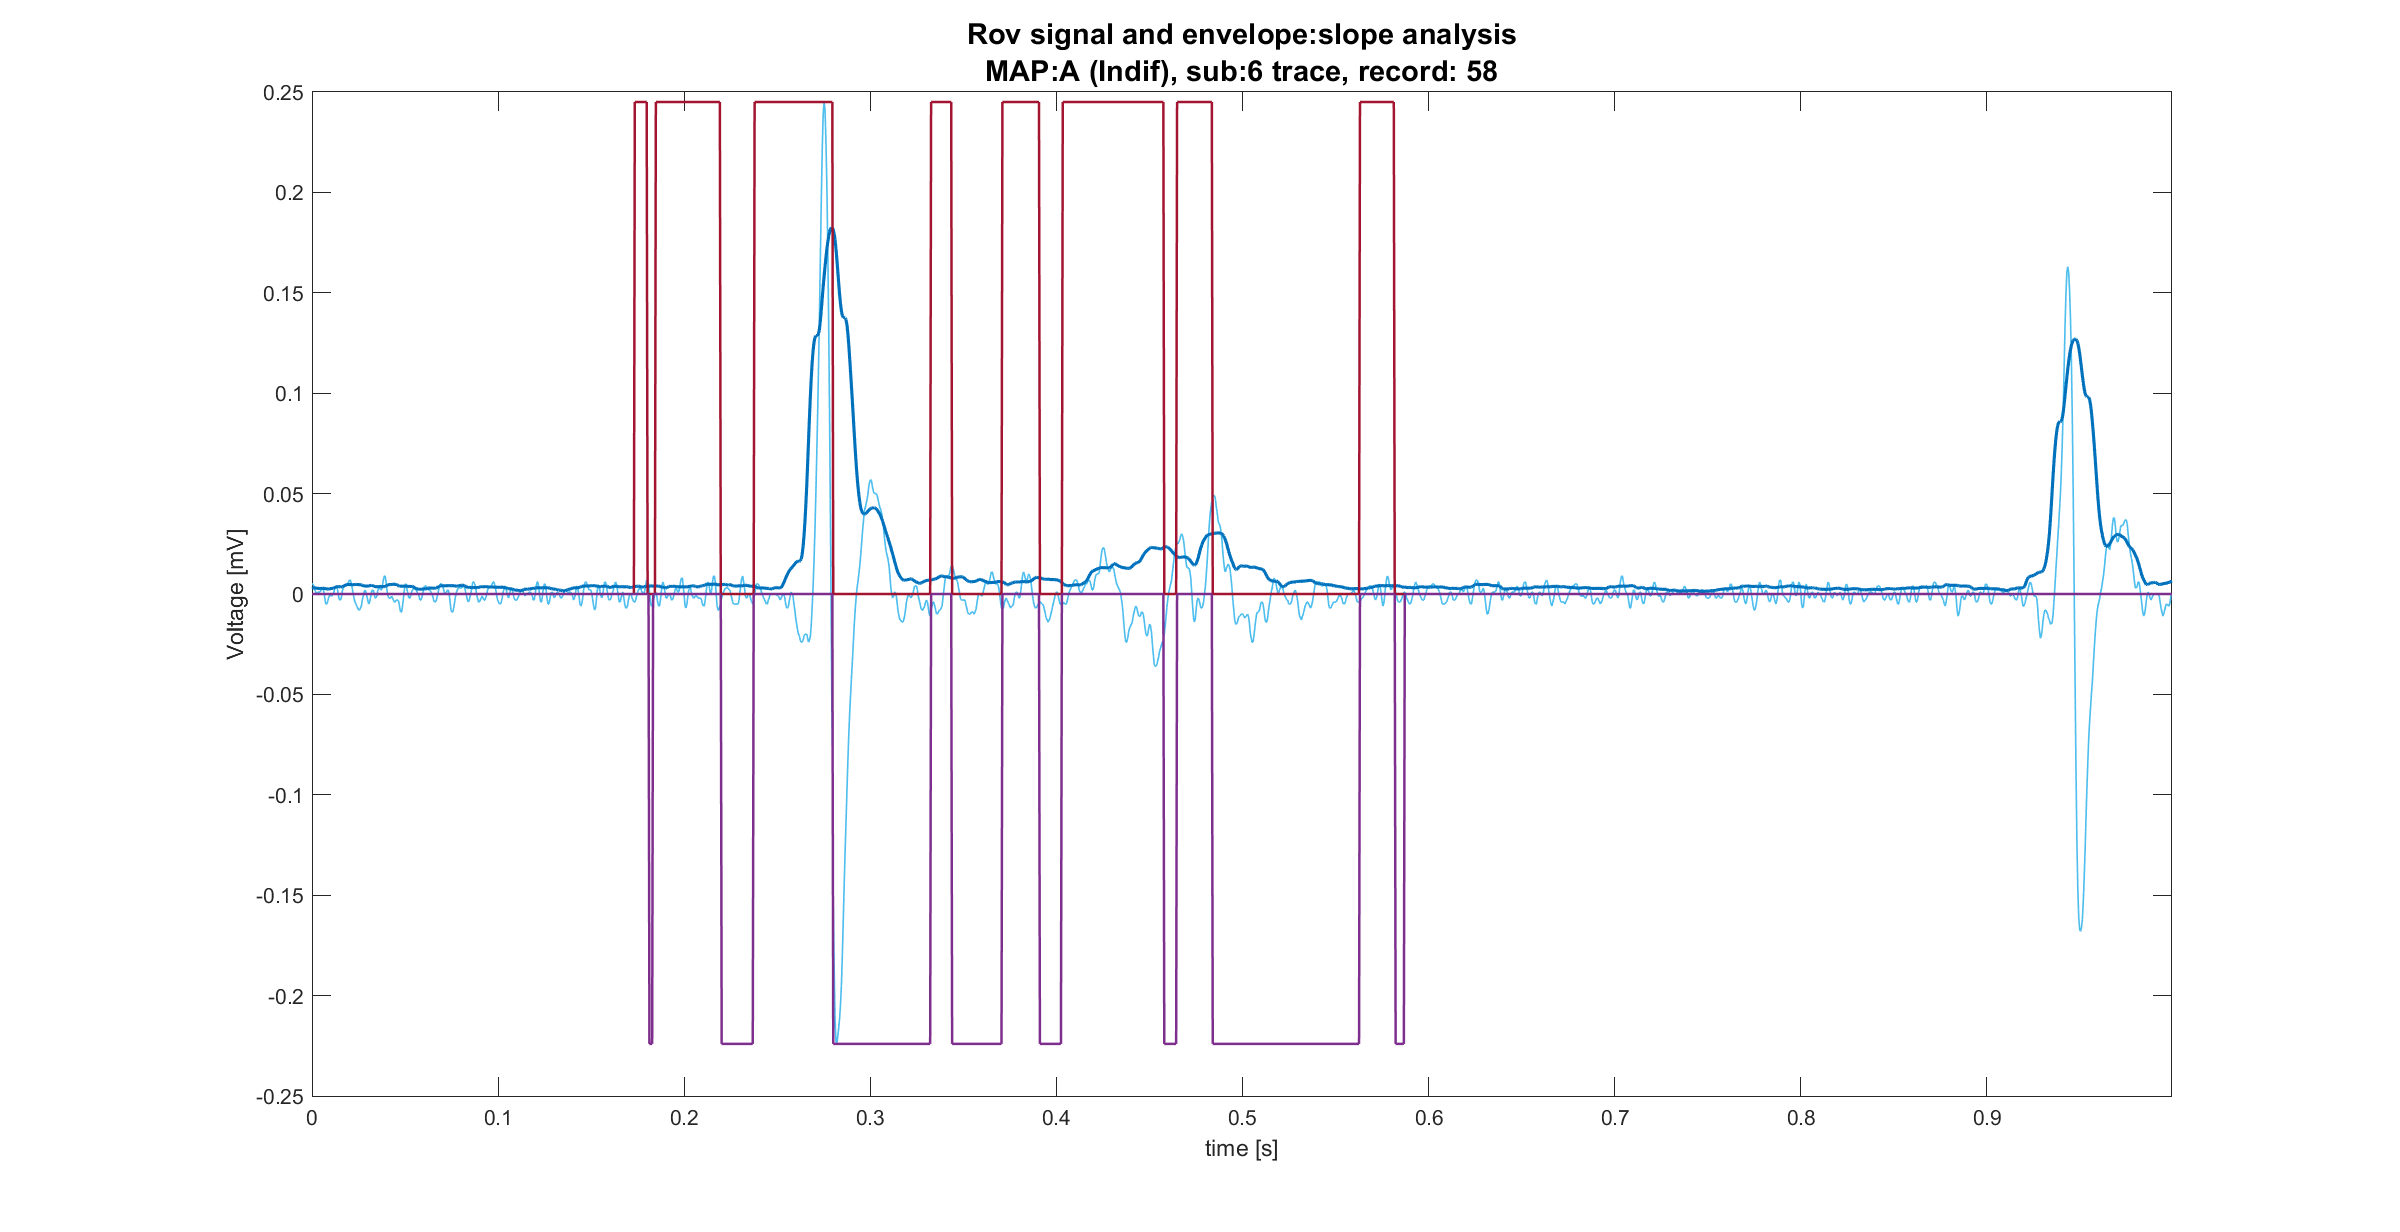 Rov signal and envelope:slope analysis
MAP:A (Indif), sub:6 trace, record: 58
0.25
0.2
0.15
0.1
0.05
0
-0.05
-0.1
-0.15
-0.2
-0.25
Voltage [mV]
0 0.1 0.2 0.3 0.4 0.5 0.6 0.7 0.8 0.9
time [s]